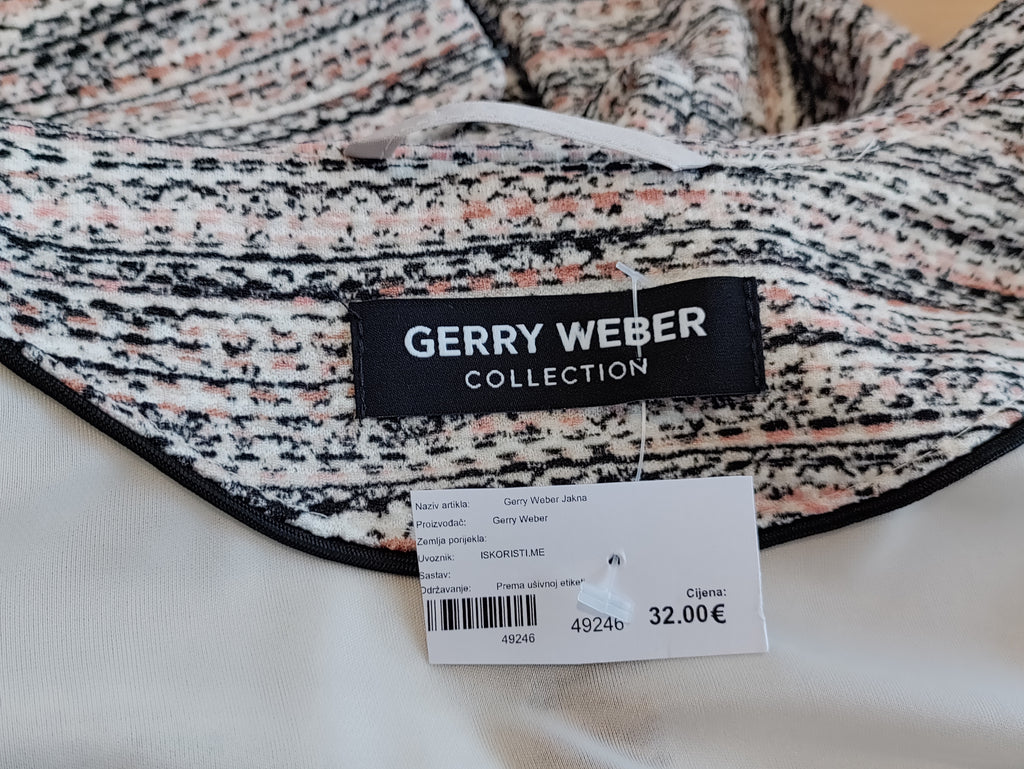 GERRY WEBER
COLLECTION
Naziv artikla: Gerry Weber Jakna
Proizvođač: Gerry Weber
Zemlja porijekla:
Uvoznik: ISKORISTI.ME
Sastav:
Održavanje: Prema ušivnoj
Cijena:
49246 32.00€
49246